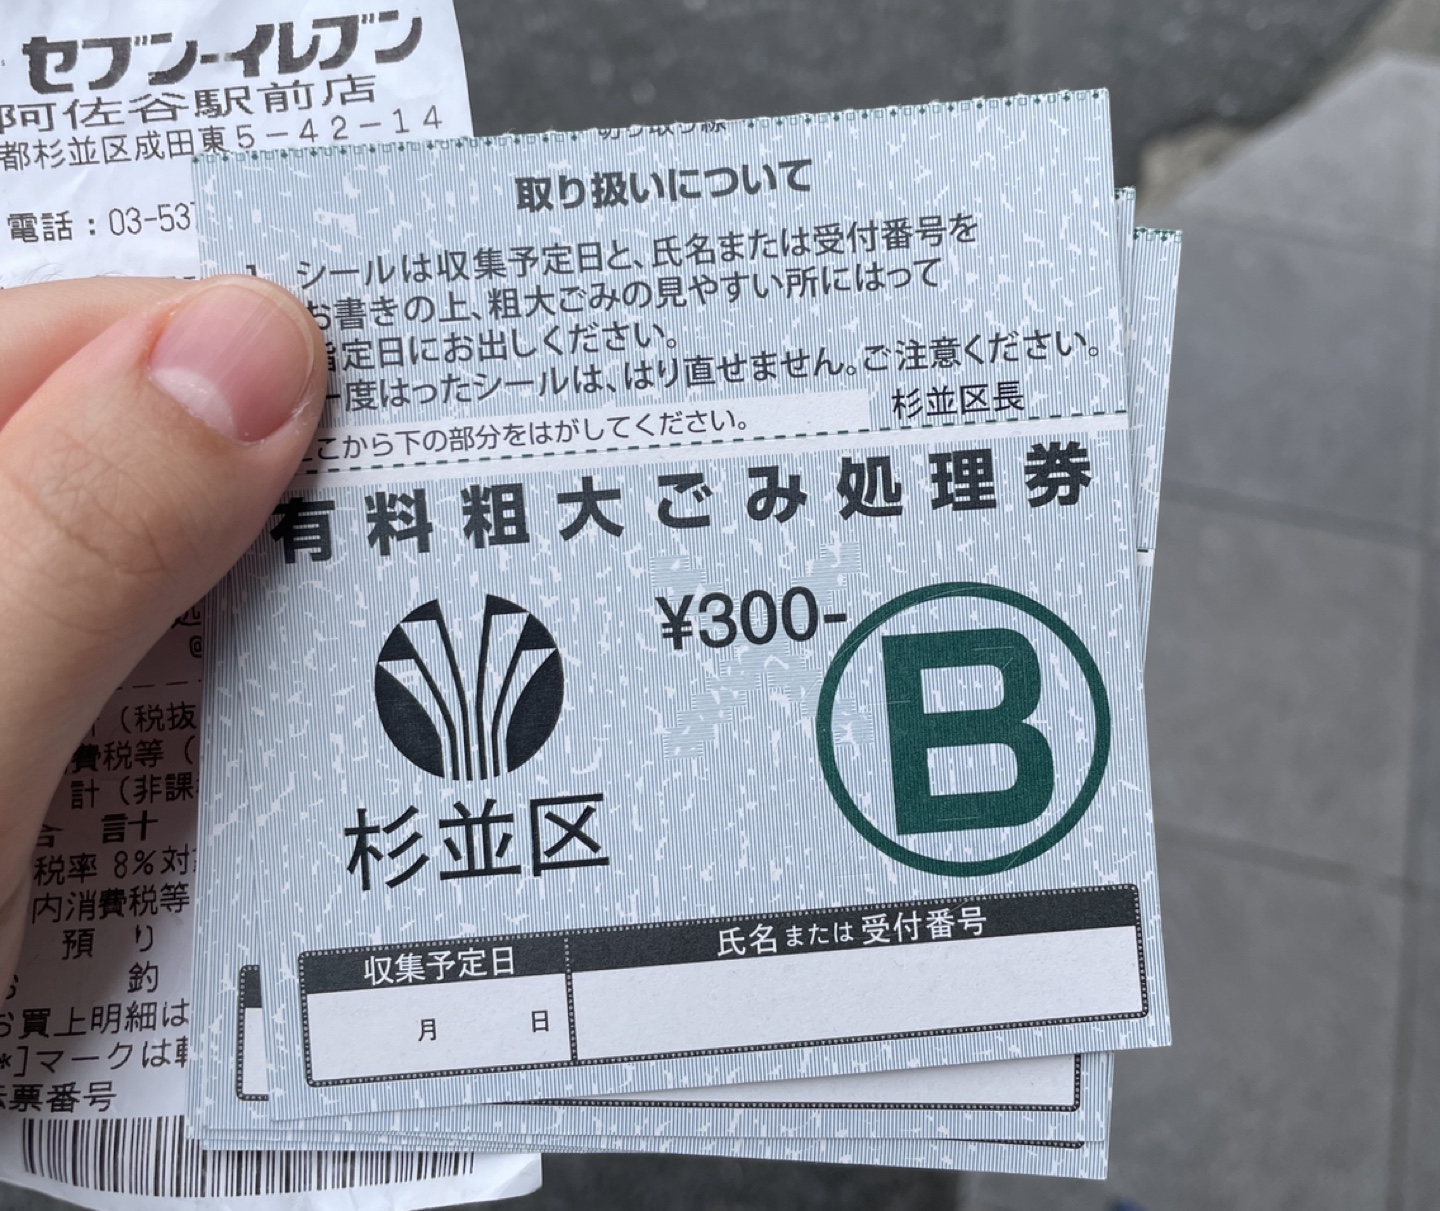 セブン-イレブン
阿佐谷駅前店
都杉並区成田東5-42-14
電話:03-537
切り取り線
取り扱いについて
シールは収集予定日と、氏名または受付番号を
お書きの上、粗大ごみの見やすい所にはって
指定日にお出しください。
一度はったシールは、はり直せません。ご注意ください。
杉並区長
ここから下の部分をはがしてください。
有料粗大ごみ処理券
¥300-
B
杉並区
収集予定日
氏名または受付番号
月 日
(税抜
費税等(
計(非課
合 計
税率 8%対
内消費税等
預 り
お 釣
お買上明細は
*]マークは軽
伝票番号